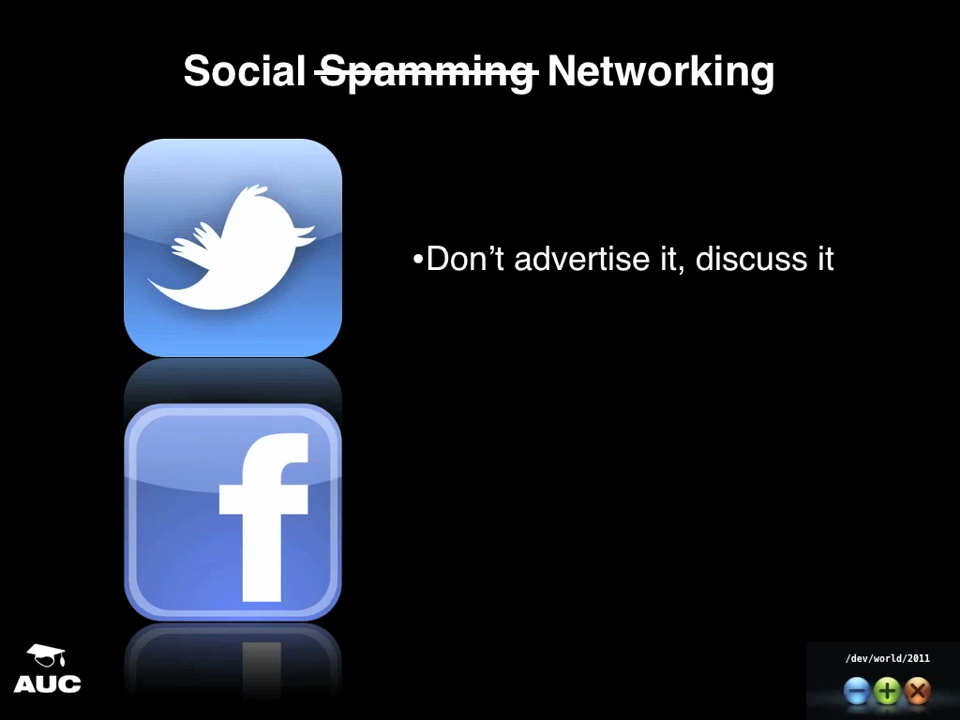 Social Spamming Networking
•Don't advertise it, discuss it
f
AUC
/dev/world/2011